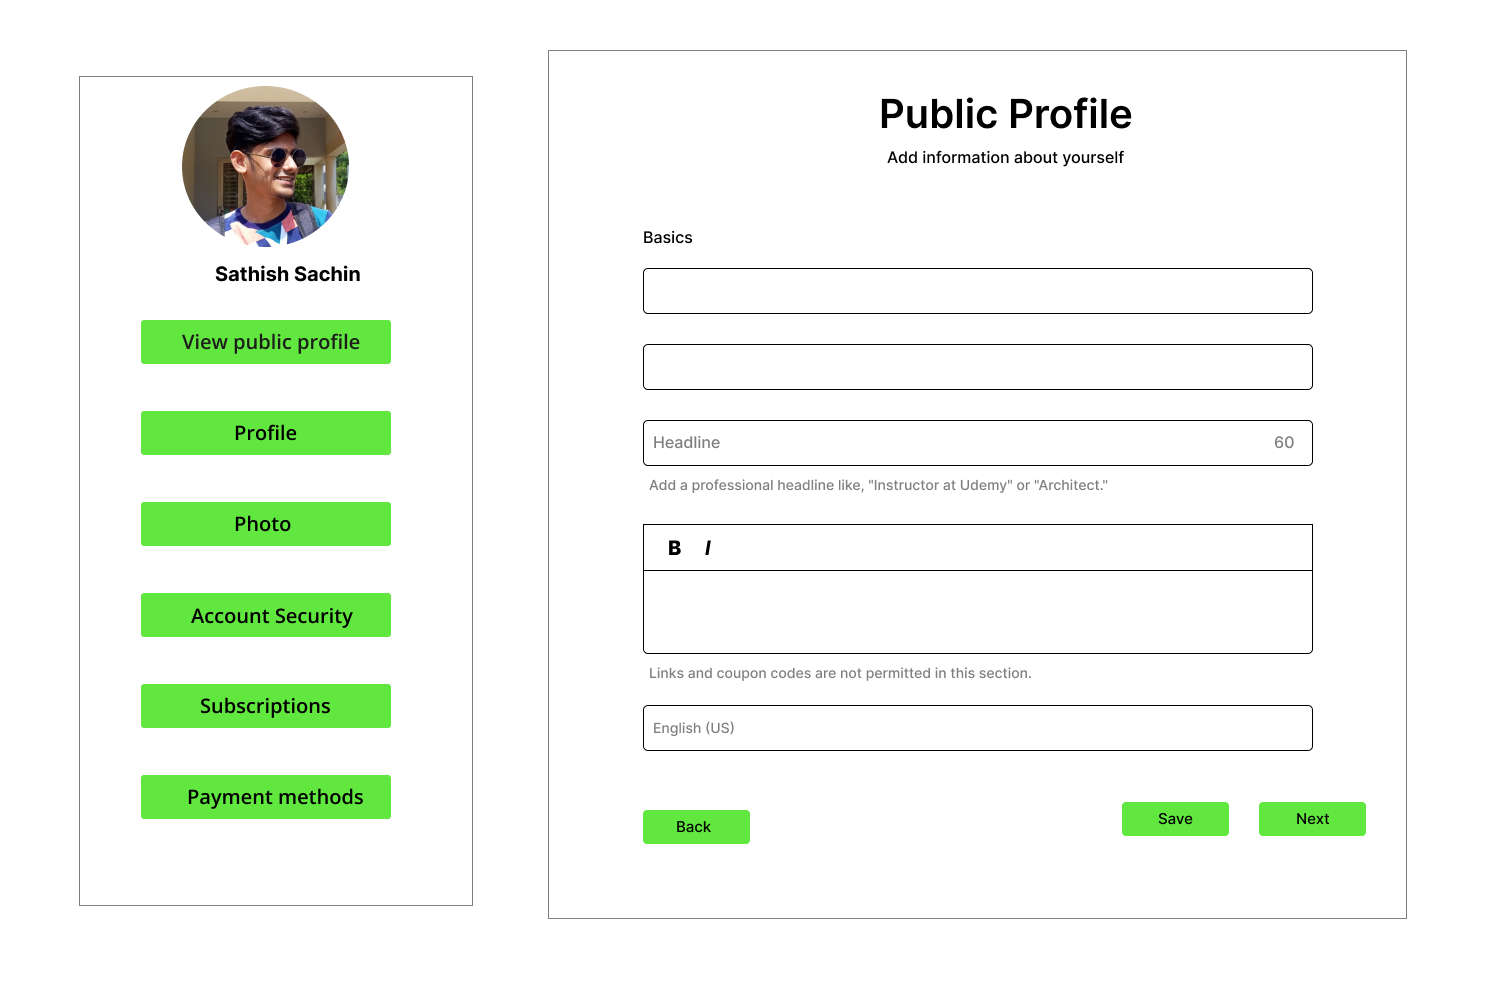 Sathish Sachin
View public profile
Profile
Photo
Account Security
Subscriptions
Payment methods
Public Profile
Add information about yourself
Basics
Headline 60
Add a professional headline like, "Instructor at Udemy" or "Architect."
B I
Links and coupon codes are not permitted in this section.
English (US)
Back Save Next